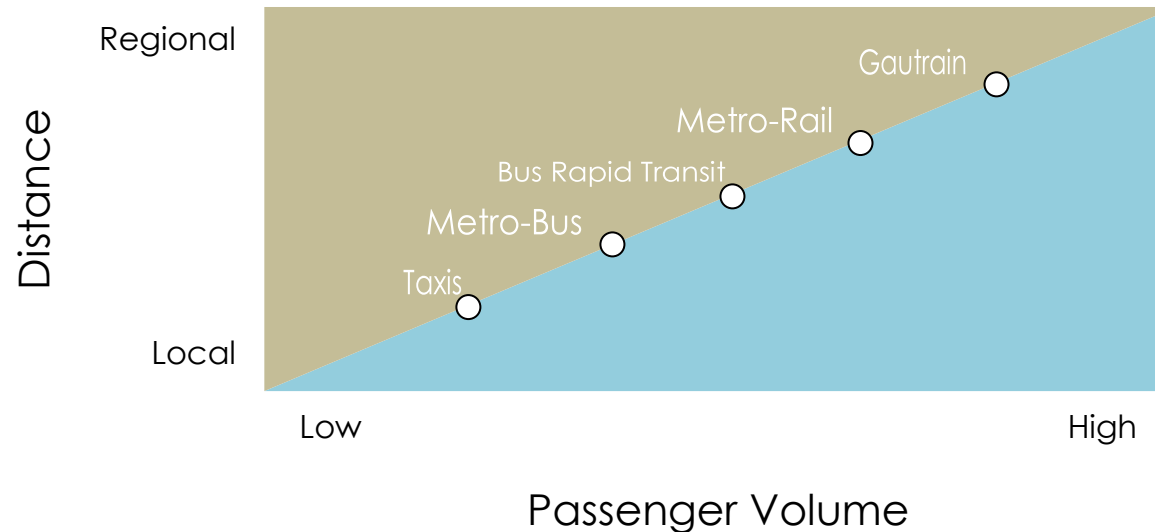 Regional
Gautrain
Metro-Rail
Bus Rapid Transit
Metro-Bus
Taxis
Local
Distance
Low
High
Passenger Volume